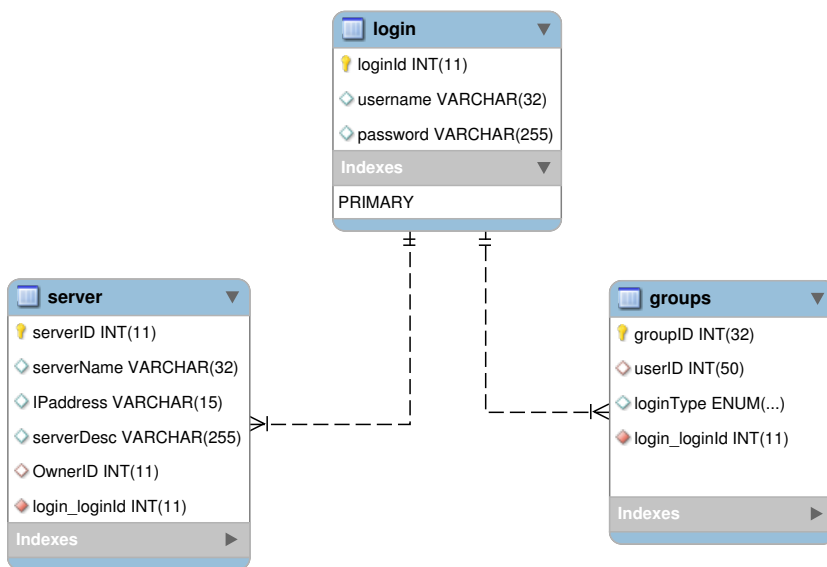 login
loginId INT(11)
username VARCHAR(32)
password VARCHAR(255)
Indexes
PRIMARY
server
serverID INT(11)
serverName VARCHAR(32)
IPaddress VARCHAR(15)
serverDesc VARCHAR(255)
OwnerID INT(11)
login_loginId INT(11)
Indexes
groups
groupID INT(32)
userID INT(50)
loginType ENUM(...)
login_loginId INT(11)
Indexes